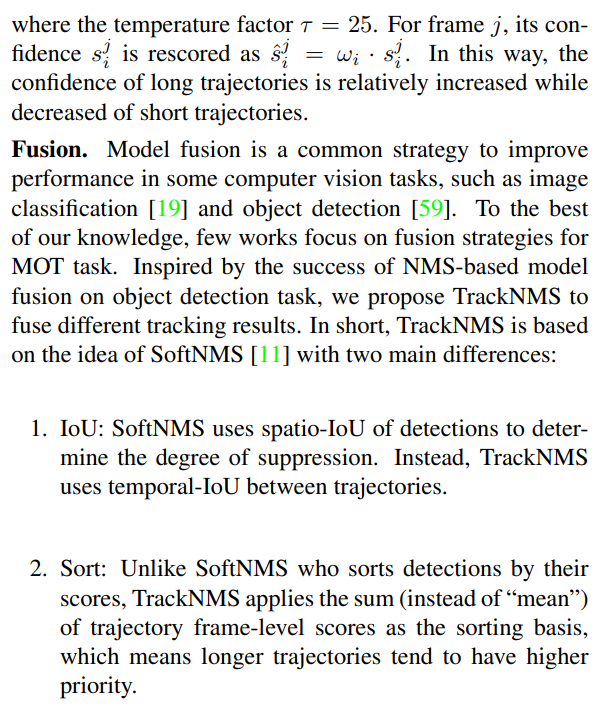 where the temperature factor τ = 25. For frame j, its con-
fidence s_i^j is rescored as ŝ_i^j = ω_i · s_i^j. In this way, the
confidence of long trajectories is relatively increased while
decreased of short trajectories.
Fusion. Model fusion is a common strategy to improve
performance in some computer vision tasks, such as image
classification [19] and object detection [59]. To the best
of our knowledge, few works focus on fusion strategies for
MOT task. Inspired by the success of NMS-based model
fusion on object detection task, we propose TrackNMS to
fuse different tracking results. In short, TrackNMS is based
on the idea of SoftNMS [11] with two main differences:
1. IoU: SoftNMS uses spatio-IoU of detections to deter-
mine the degree of suppression. Instead, TrackNMS
uses temporal-IoU between trajectories.
2. Sort: Unlike SoftNMS who sorts detections by their
scores, TrackNMS applies the sum (instead of “mean”)
of trajectory frame-level scores as the sorting basis,
which means longer trajectories tend to have higher
priority.